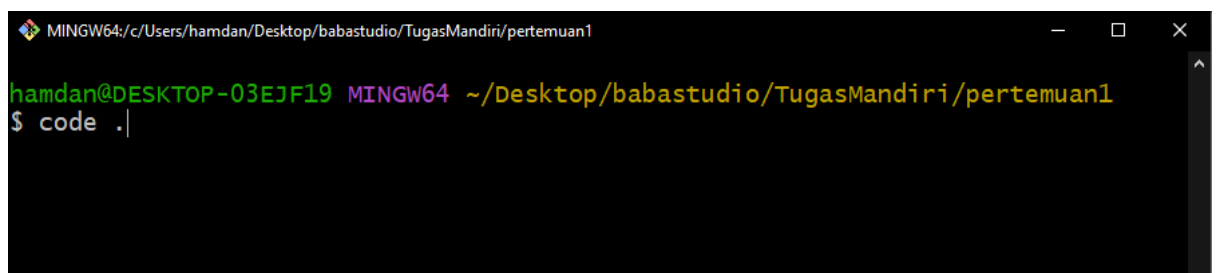 MINGW64:/c/Users/hamdan/Desktop/babastudio/TugasMandiri/pertemuan1
hamdan@DESKTOP-03EJF19 MINGW64 ~/Desktop/babastudio/TugasMandiri/pertemuan1
$ code .